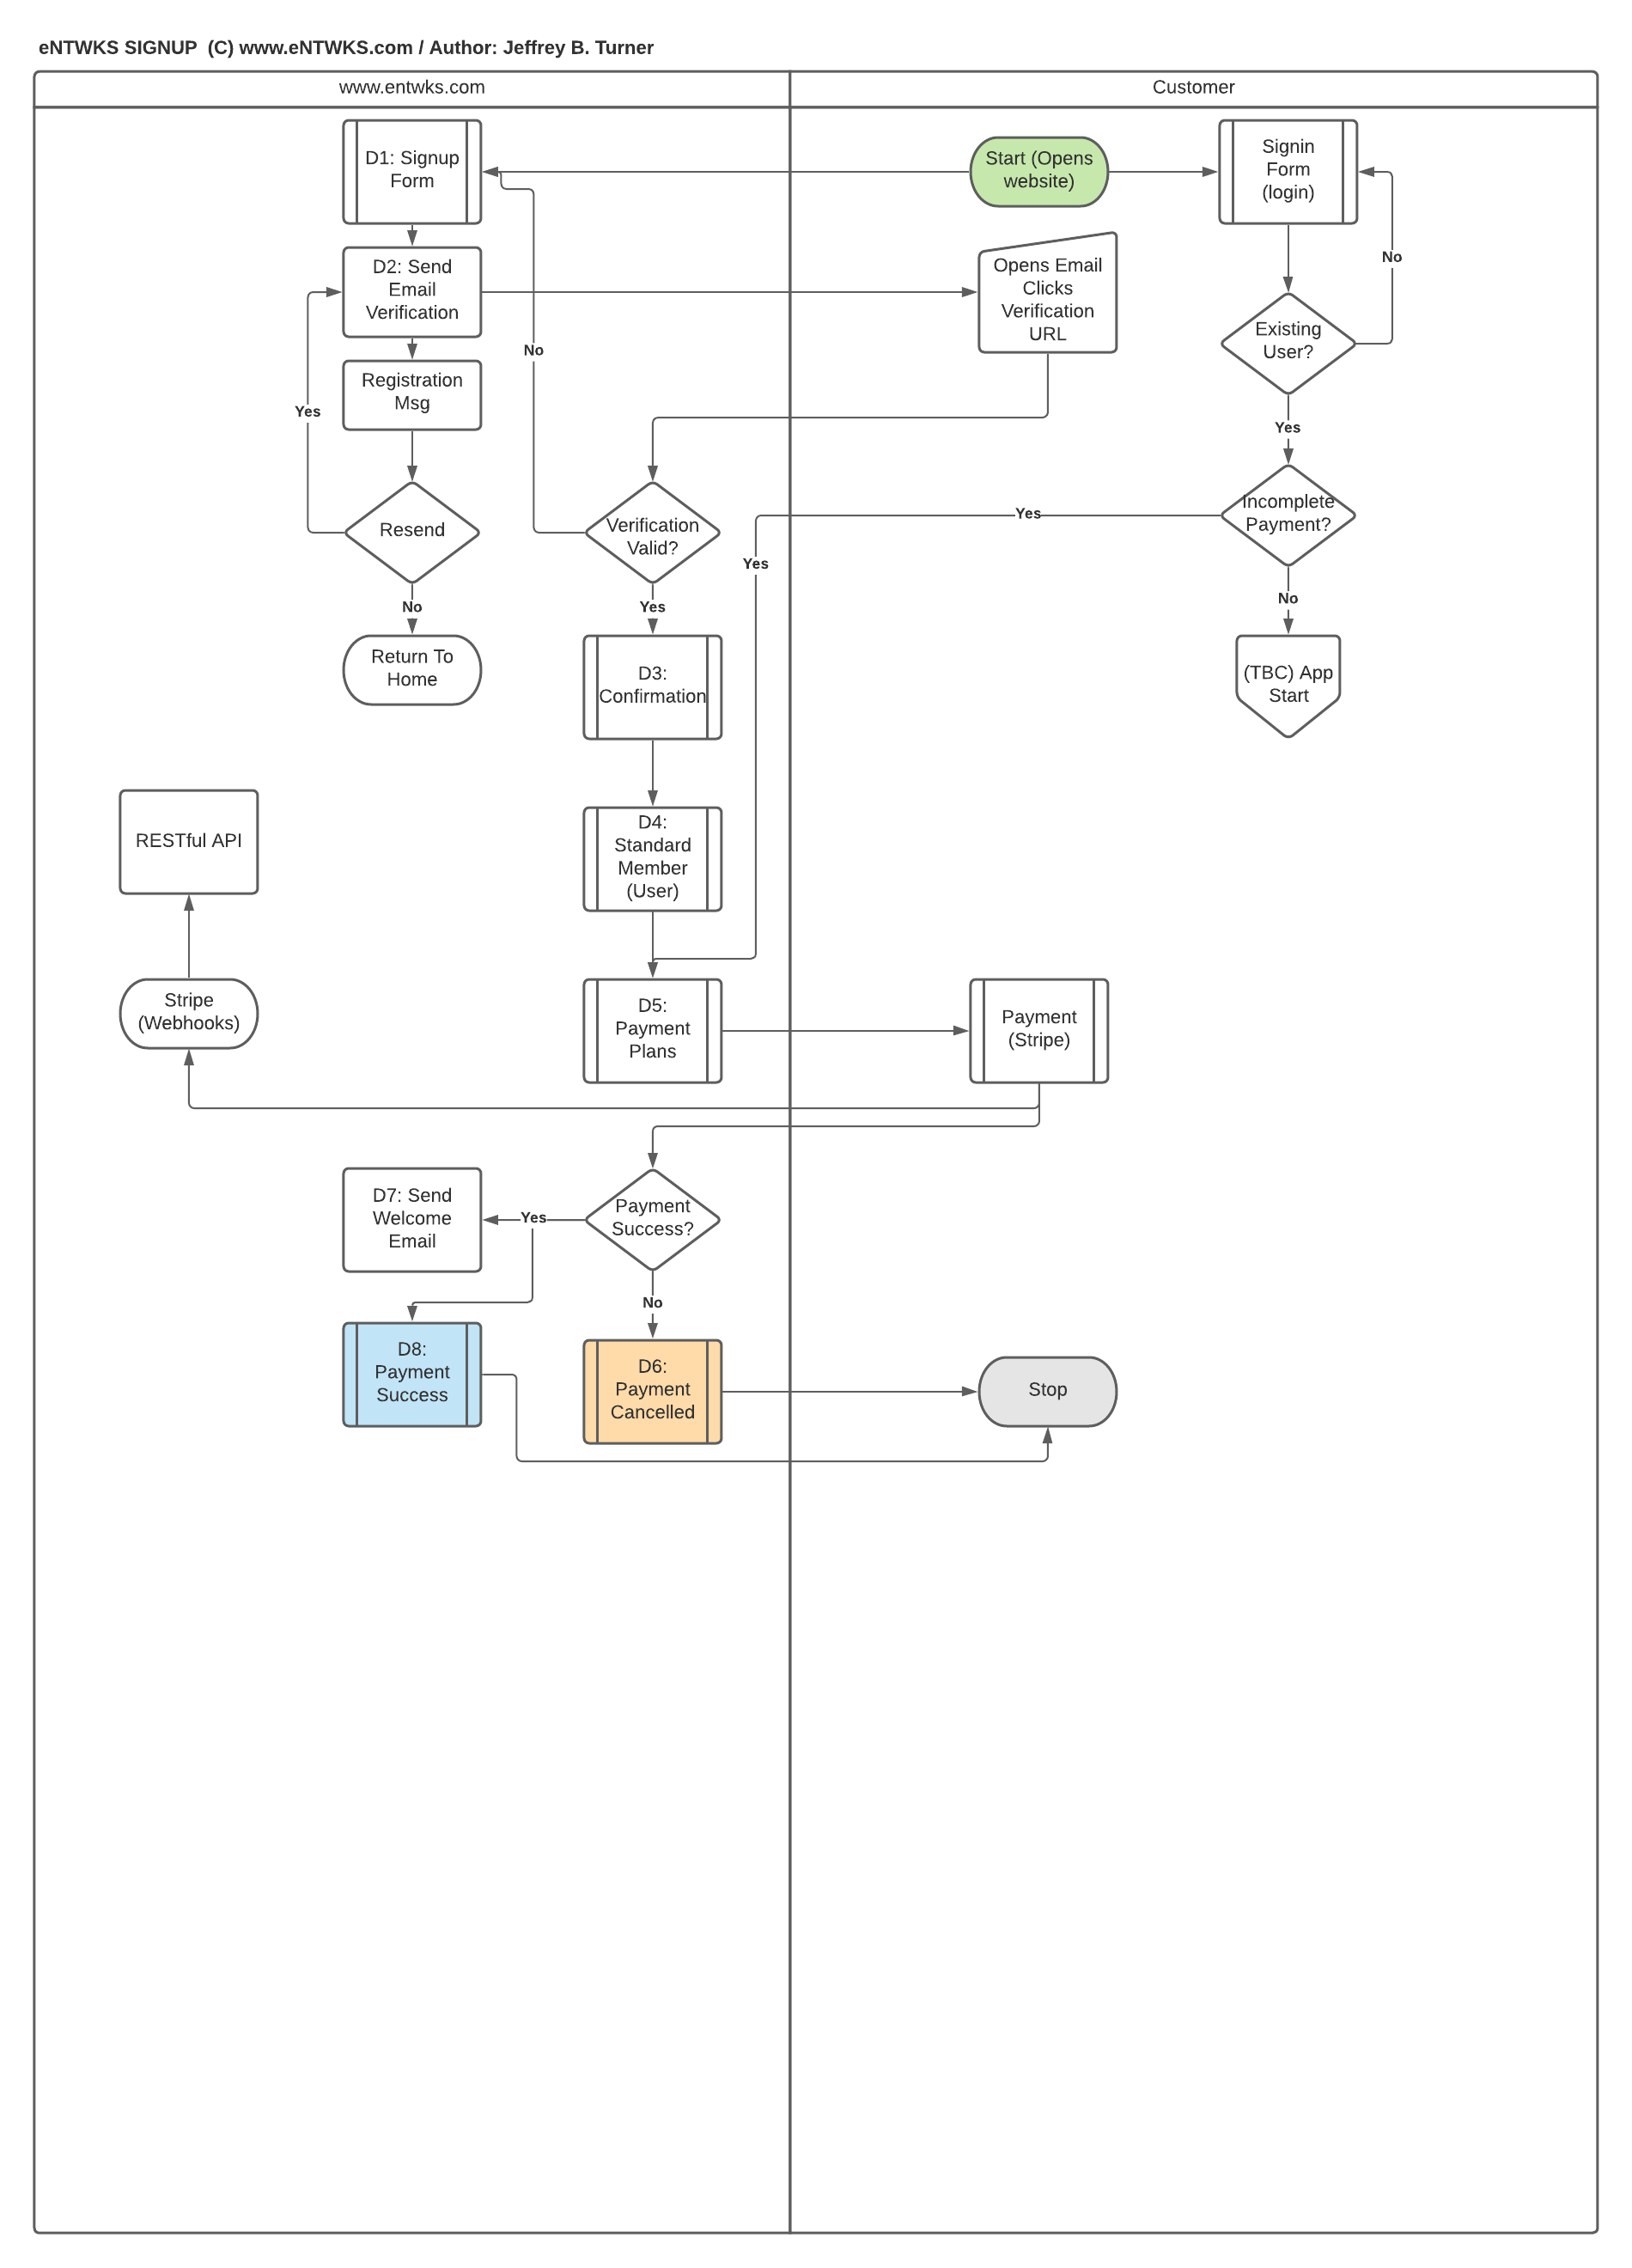 eNTWKS SIGNUP  (C) www.eNTWKS.com / Author: Jeffrey B. Turner
www.entwks.com
Customer
D1: Signup
Form
Start (Opens
website)
Signin
Form
(login)
D2: Send
Email
Verification
Opens Email
Clicks
Verification
URL
No
Existing
User?
No
Registration
Msg
Yes
Yes
Resend
Verification
Valid?
Yes
Incomplete
Payment?
Yes
No
Yes
No
Return To
Home
D3:
Confirmation
(TBC) App
Start
RESTful API
D4:
Standard
Member
(User)
Stripe
(Webhooks)
D5:
Payment
Plans
Payment
(Stripe)
D7: Send
Welcome
Email
Yes
Payment
Success?
No
D8:
Payment
Success
D6:
Payment
Cancelled
Stop